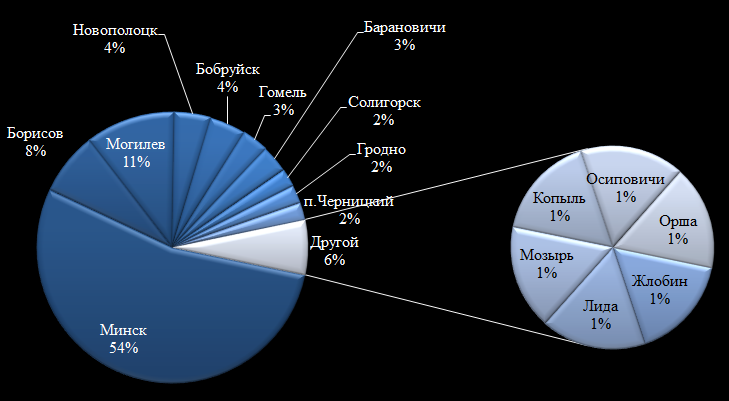 Новополоцк
4%
Бобруйск
4%
Гомель
3%
Барановичи
3%
Солигорск
2%
Гродно
2%
п.Черницкий
2%
Другой
6%
Борисов
8%
Могилев
11%
Минск
54%
Осиповичи
1%
Копыль
1%
Орша
1%
Мозырь
1%
Жлобин
1%
Лида
1%